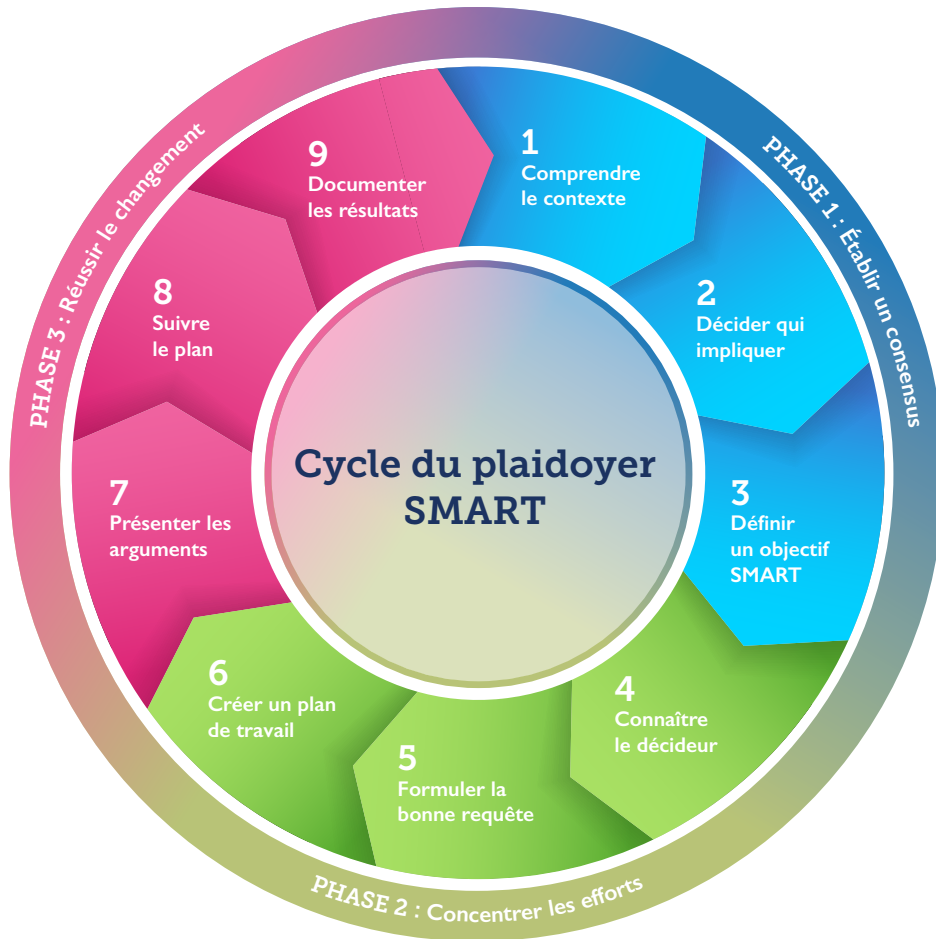 Cycle du plaidoyer
SMART
PHASE 1 : Établir un consensus
1
Comprendre
le contexte
2
Décider qui
impliquer
3
Définir
un objectif
SMART
PHASE 2 : Concentrer les efforts
4
Connaître
le décideur
5
Formuler la
bonne requête
6
Créer un plan
de travail
PHASE 3 : Réussir le changement
7
Présenter les
arguments
8
Suivre
le plan
9
Documenter
les résultats